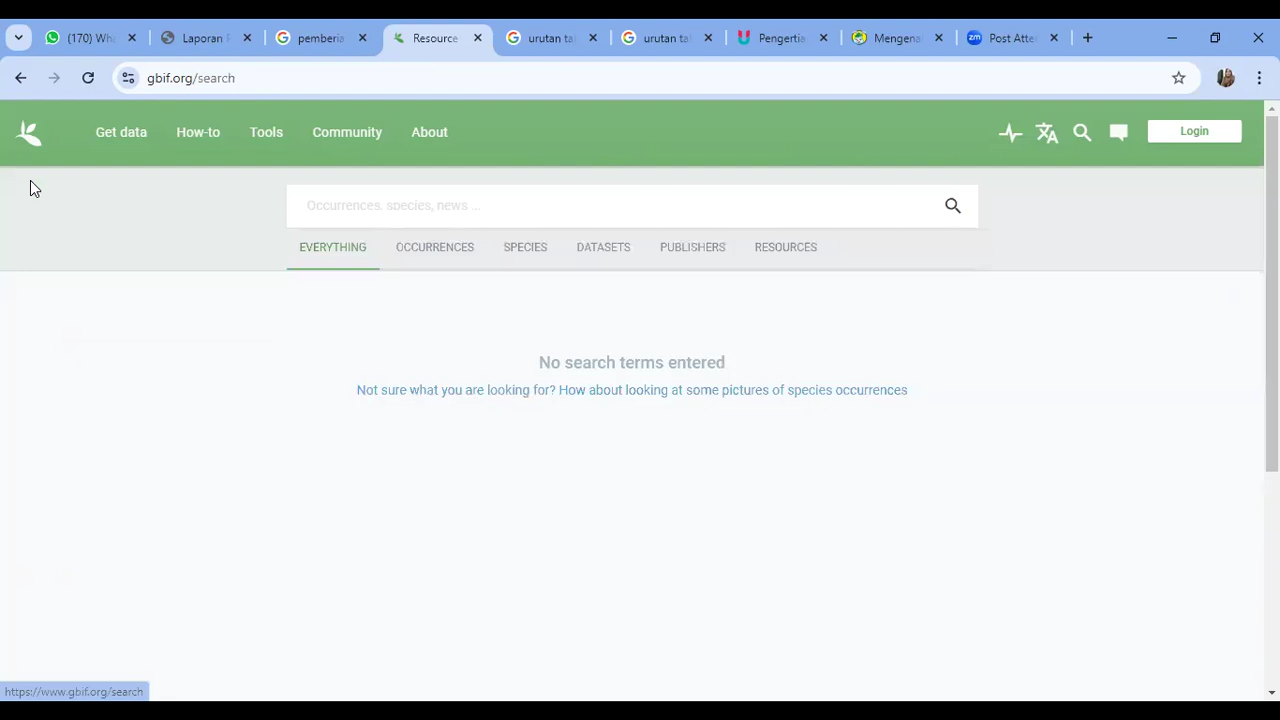 (170) Wha
Laporan P
pemberia
Resource
urutan ta
urutan ta
Pengertia
Mengena
Post Atte
gbif.org/search
Get data
How-to
Tools
Community
About
Login
Occurrences, species, news ...
EVERYTHING
OCCURRENCES
SPECIES
DATASETS
PUBLISHERS
RESOURCES
No search terms entered
Not sure what you are looking for? How about looking at some pictures of species occurrences
https://www.gbif.org/search